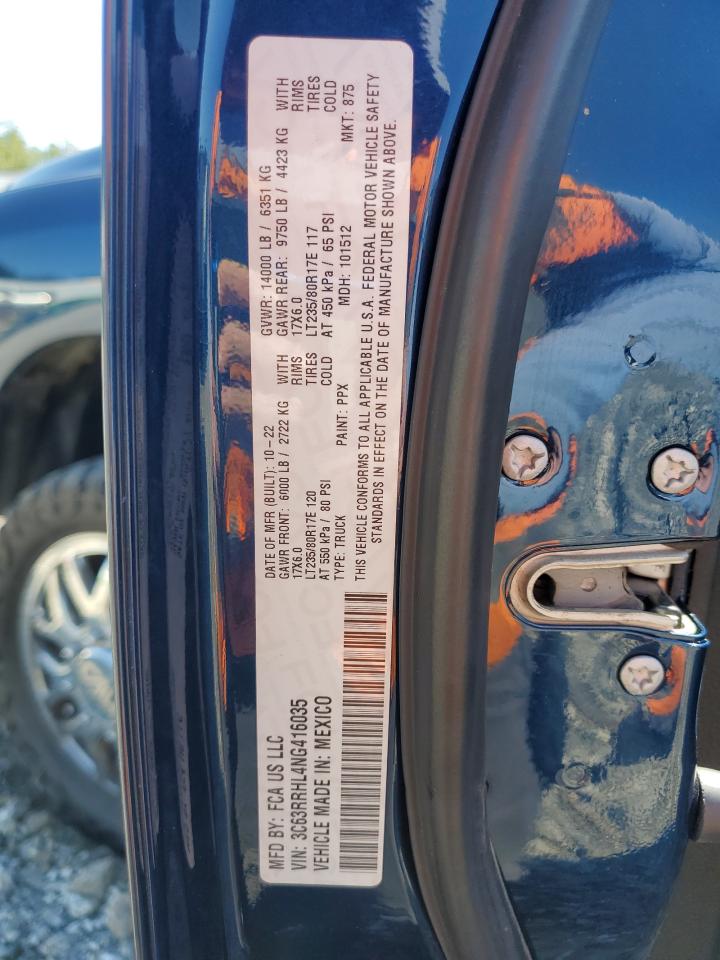 MFD BY: FCA US LLC
VIN: 3C63RRHL4NG416035
VEHICLE MADE IN: MEXICO
DATE OF MFR (BUILT): 10-22 GVWR: 14000 LB / 6351 KG
GAWR FRONT: 6000 LB / 2722 KG WITH GAWR REAR: 9750 LB / 4423 KG WITH
17X6.0 RIMS 17X6.0 RIMS
LT235/80R17E 120 TIRES LT235/80R17E 117 TIRES
AT 550 kPa / 80 PSI COLD AT 450 kPa / 65 PSI COLD
TYPE: TRUCK PAINT: PPX MDH: 101512 MKT: 875
THIS VEHICLE CONFORMS TO ALL APPLICABLE U.S.A. FEDERAL MOTOR VEHICLE SAFETY
STANDARDS IN EFFECT ON THE DATE OF MANUFACTURE SHOWN ABOVE.